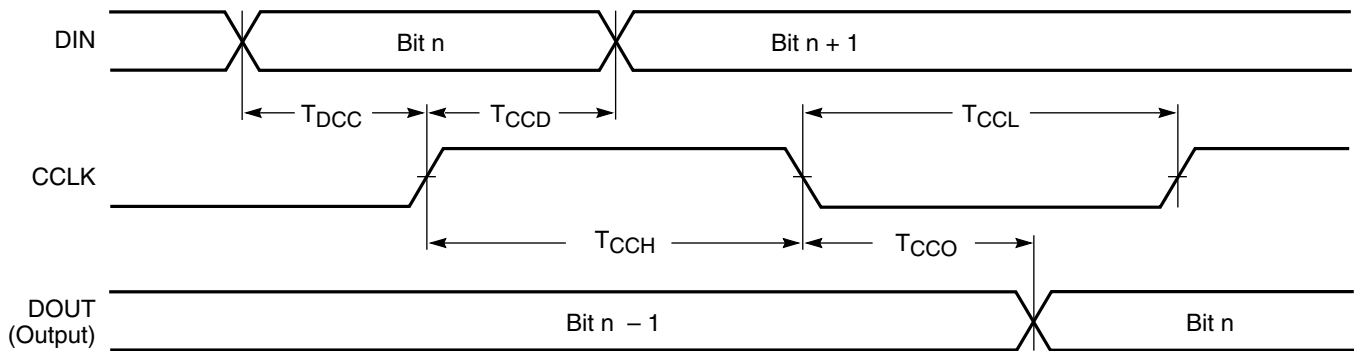 DIN
Bit n
Bit n + 1
TDCC
TCCD
TCCL
CCLK
TCCH
TCCO
DOUT
(Output)
Bit n – 1
Bit n